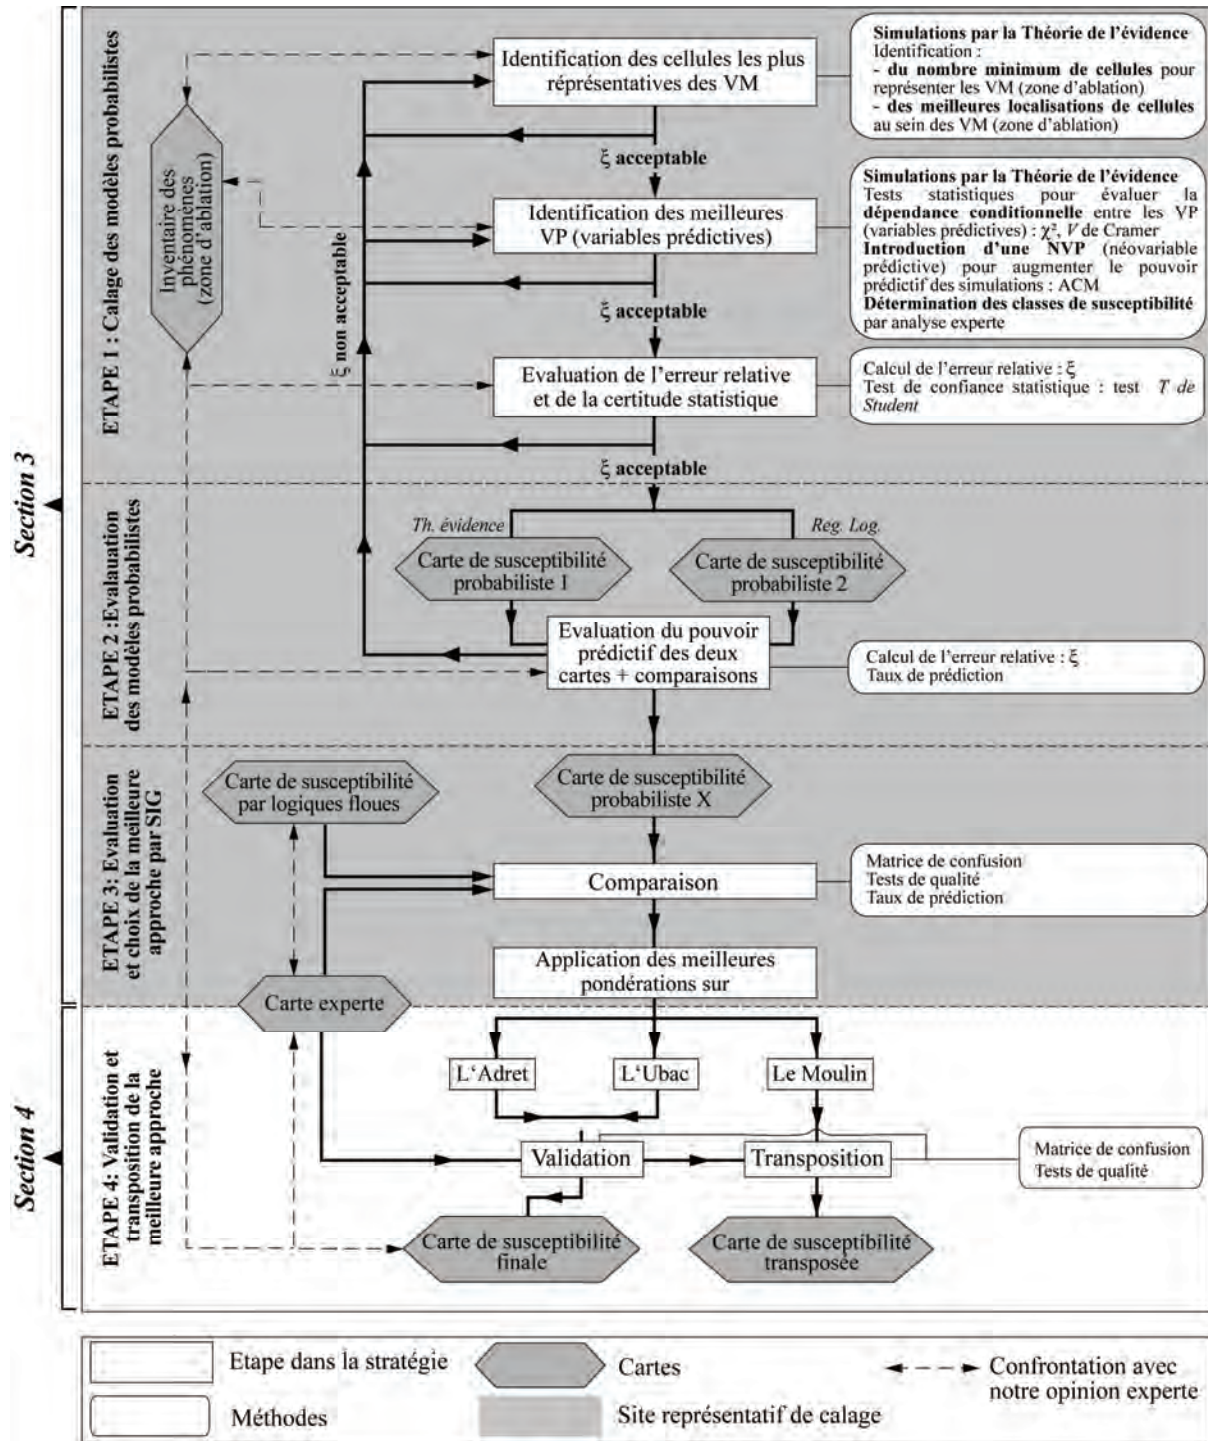 Section 3
Section 4
ETAPE 1 : Calage des modèles probabilistes
Identification des cellules les plus
réprésentatives des VM
Simulations par la Théorie de l'évidence
Identification :
- du nombre minimum de cellules pour
représenter les VM (zone d'ablation)
- des meilleures localisations de cellules
au sein des VM (zone d'ablation)
ξ acceptable
Inventaire des
phénomènes
(zone d'ablation)
Identification des meilleures
VP (variables prédictives)
Simulations par la Théorie de l'évidence
Tests statistiques pour évaluer la
dépendance conditionnelle entre les VP
(variables prédictives) : χ², V de Cramer
Introduction d'une NVP (néovariable
prédictive) pour augmenter le pouvoir
prédictif des simulations : ACM
Détermination des classes de susceptibilité
par analyse experte
ξ non acceptable
ξ acceptable
Evaluation de l'erreur relative
et de la certitude statistique
Calcul de l'erreur relative : ξ
Test de confiance statistique : test T de
Student
ξ acceptable
ETAPE 2 :Evalauation
des modèles probabilistes
Th. évidence
Reg. Log.
Carte de susceptibilité
probabiliste 1
Carte de susceptibilité
probabiliste 2
Evaluation du pouvoir
prédictif des deux
cartes + comparaisons
Calcul de l'erreur relative : ξ
Taux de prédiction
ETAPE 3: Evaluation
et choix de la meilleure
approche par SIG
Carte de susceptibilité
par logiques floues
Carte de susceptibilité
probabiliste X
Comparaison
Matrice de confusion
Tests de qualité
Taux de prédiction
Application des meilleures
pondérations sur
Carte experte
ETAPE 4: Validation et
transposition de la
meilleure approche
L'Adret
L'Ubac
Le Moulin
Validation
Transposition
Matrice de confusion
Tests de qualité
Carte de susceptibilité
finale
Carte de susceptibilité
transposée
Etape dans la stratégie
Cartes
Confrontation avec
notre opinion experte
Méthodes
Site représentatif de calage